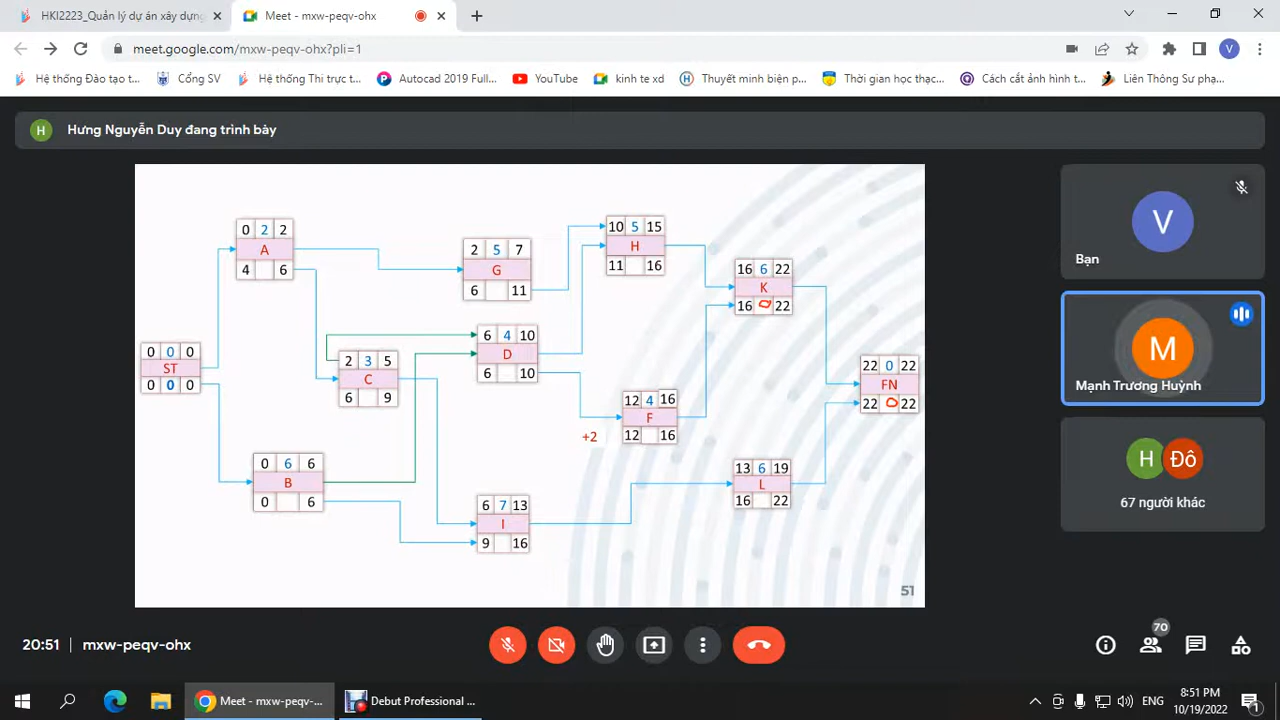 HKI2223_Quản lý dự án xây dựng
Meet - mxw-peqv-ohx
meet.google.com/mxw-peqv-ohx?pli=1
V
Hệ thống Đào tạo t...
Cổng SV
Hệ thống Thi trực t...
Autocad 2019 Full...
YouTube
kinh te xd
Thuyết minh biện p...
Thời gian học thạc...
Cách cắt ảnh hình t...
Liên Thông Sư phạ...
H
Hưng Nguyễn Duy đang trình bày
0 2 2
A
4 6
2 5 7
G
6 11
10 5 15
H
11 16
16 6 22
K
16 0 22
0 0 0
ST
0 0 0
2 3 5
C
6 9
6 4 10
D
6 10
12 4 16
F
12 16
+2
22 0 22
FN
22 0 22
0 6 6
B
0 6
6 7 13
I
9 16
13 6 19
L
16 22
51
V
Bạn
M
Mạnh Trương Huỳnh
H Đô
67 người khác
20:51 mxw-peqv-ohx
70
Meet - mxw-peqv-o...
Debut Professional ...
ENG
8:51 PM
10/19/2022
1